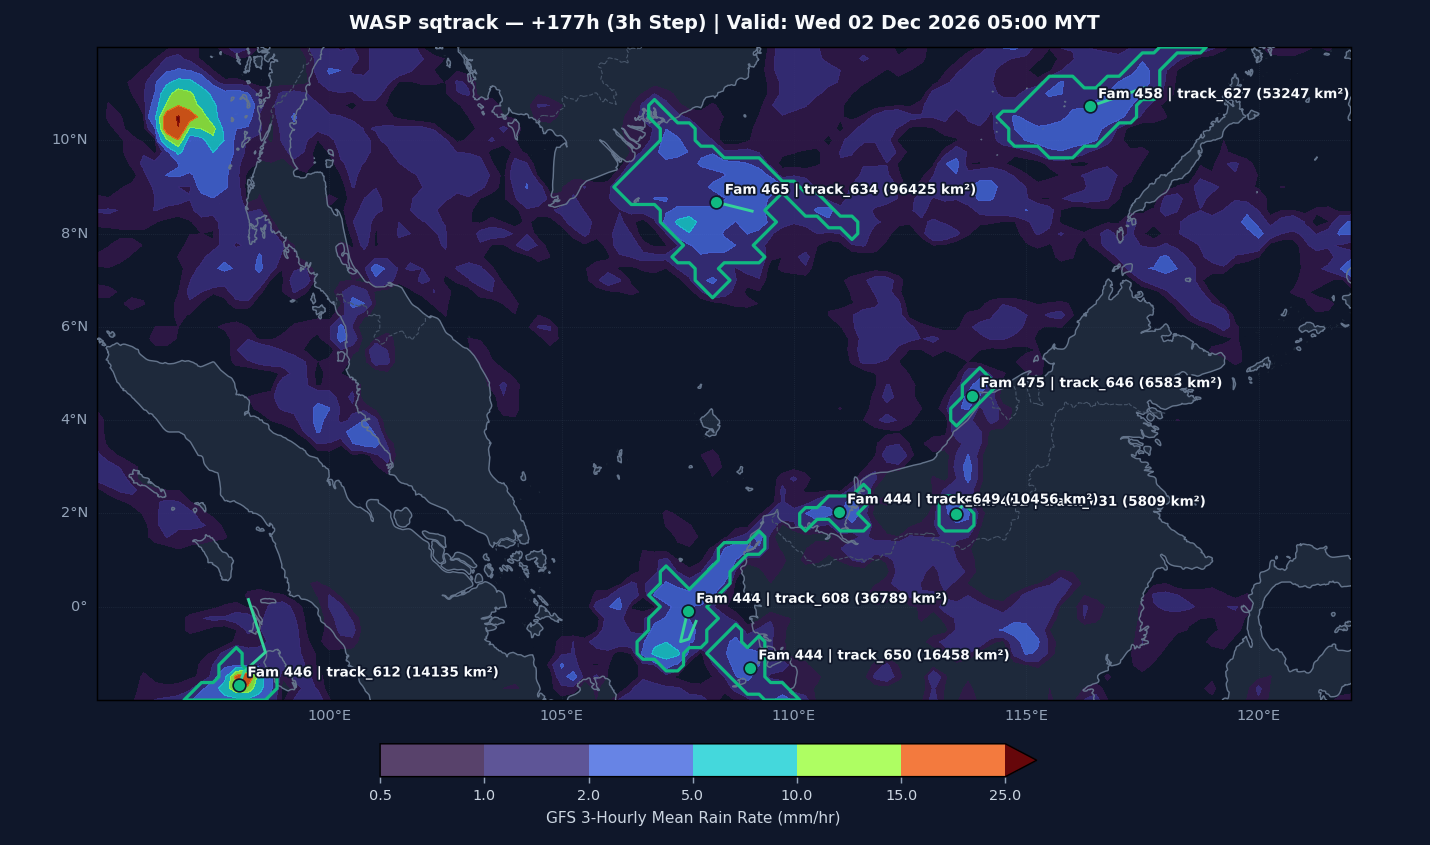 WASP sqtrack — +177h (3h Step) | Valid: Wed 02 Dec 2026 05:00 MYT
Fam 458 | track_627 (53247 km²)
10°N
Fam 465 | track_634 (96425 km²)
8°N
6°N
Fam 475 | track_646 (6583 km²)
4°N
Fam 444 | track_649 (10456 km²)
(5809 km²)
2°N
Fam 444 | track_608 (36789 km²)
0°
Fam 444 | track_650 (16458 km²)
Fam 446 | track_612 (14135 km²)
100°E 105°E 110°E 115°E 120°E
0.5 1.0 2.0 5.0 10.0 15.0 25.0
GFS 3-Hourly Mean Rain Rate (mm/hr)